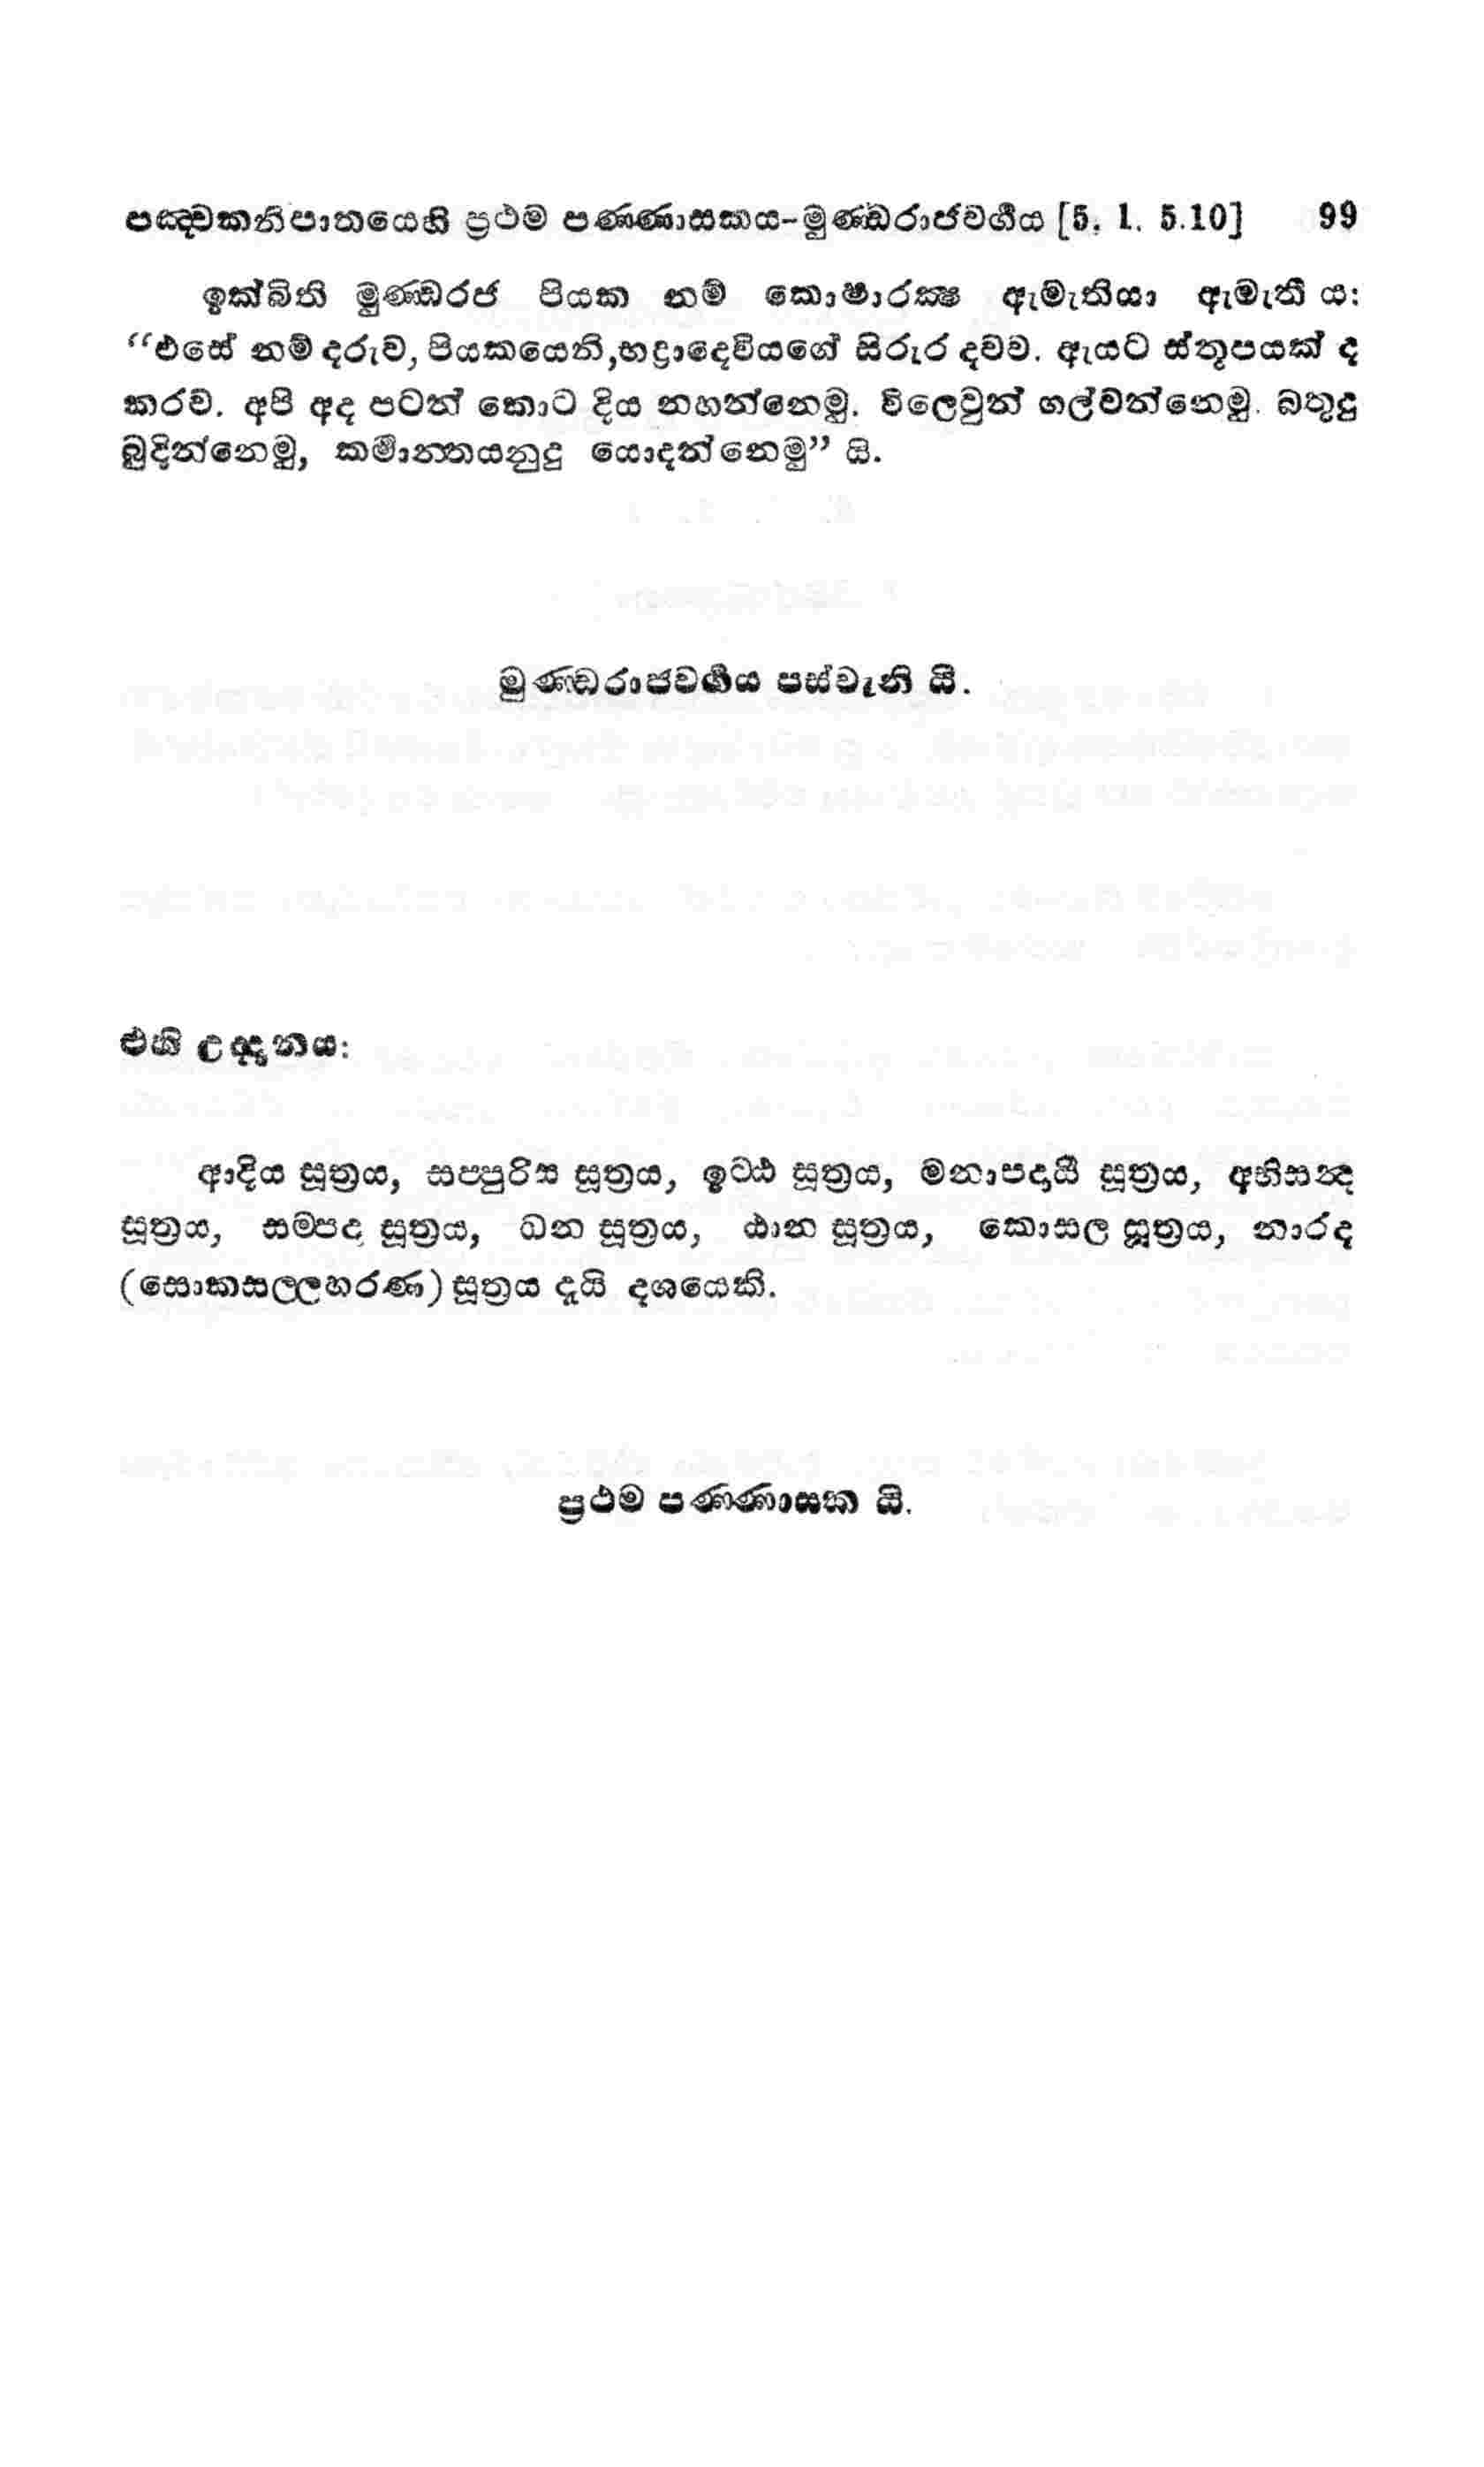 පඤ්චකනිපාතයෙහි ප්‍රථම පණ්ණාසකය-මුණ්ඩරාජවර්‍ගය [5. 1. 5.10] 99
ඉක්බිති මුණ්ඩරජ පියක නම් කොෂාරක්‍ෂ ඇමැතියා ඇමැතී ය:
“එසේ නම් දරුව, පියකයෙනි,භද්‍රාදෙවියගේ සිරුර දවව. ඇයට ස්තූපයක් ද
කරව. අපි අද පටන් කොට දිය නහන්නෙමු. විලෙවුන් ගල්වන්නෙමු. බතුදු
බුදින්නෙමු, කර්‍මාන්තයනුදු යොදන්නෙමු” යි.
මුණ්ඩරාජවර්‍ගය පස්වැනි යි.
එහි උද්‍දානය:
ආදිය සූත්‍රය, සප්පුරිස සූත්‍රය, ඉට්ඨ සූත්‍රය, මනාපදායී සූත්‍රය, අභිසන්ද
සූත්‍රය, සම්පදා සූත්‍රය, ධන සූත්‍රය, ඨාන සූත්‍රය, කොසල සූත්‍රය, නාරද
(සොකසල්ලහරණ) සූත්‍රය දැයි දශයෙකි.
ප්‍රථම පණ්ණාසක යි.